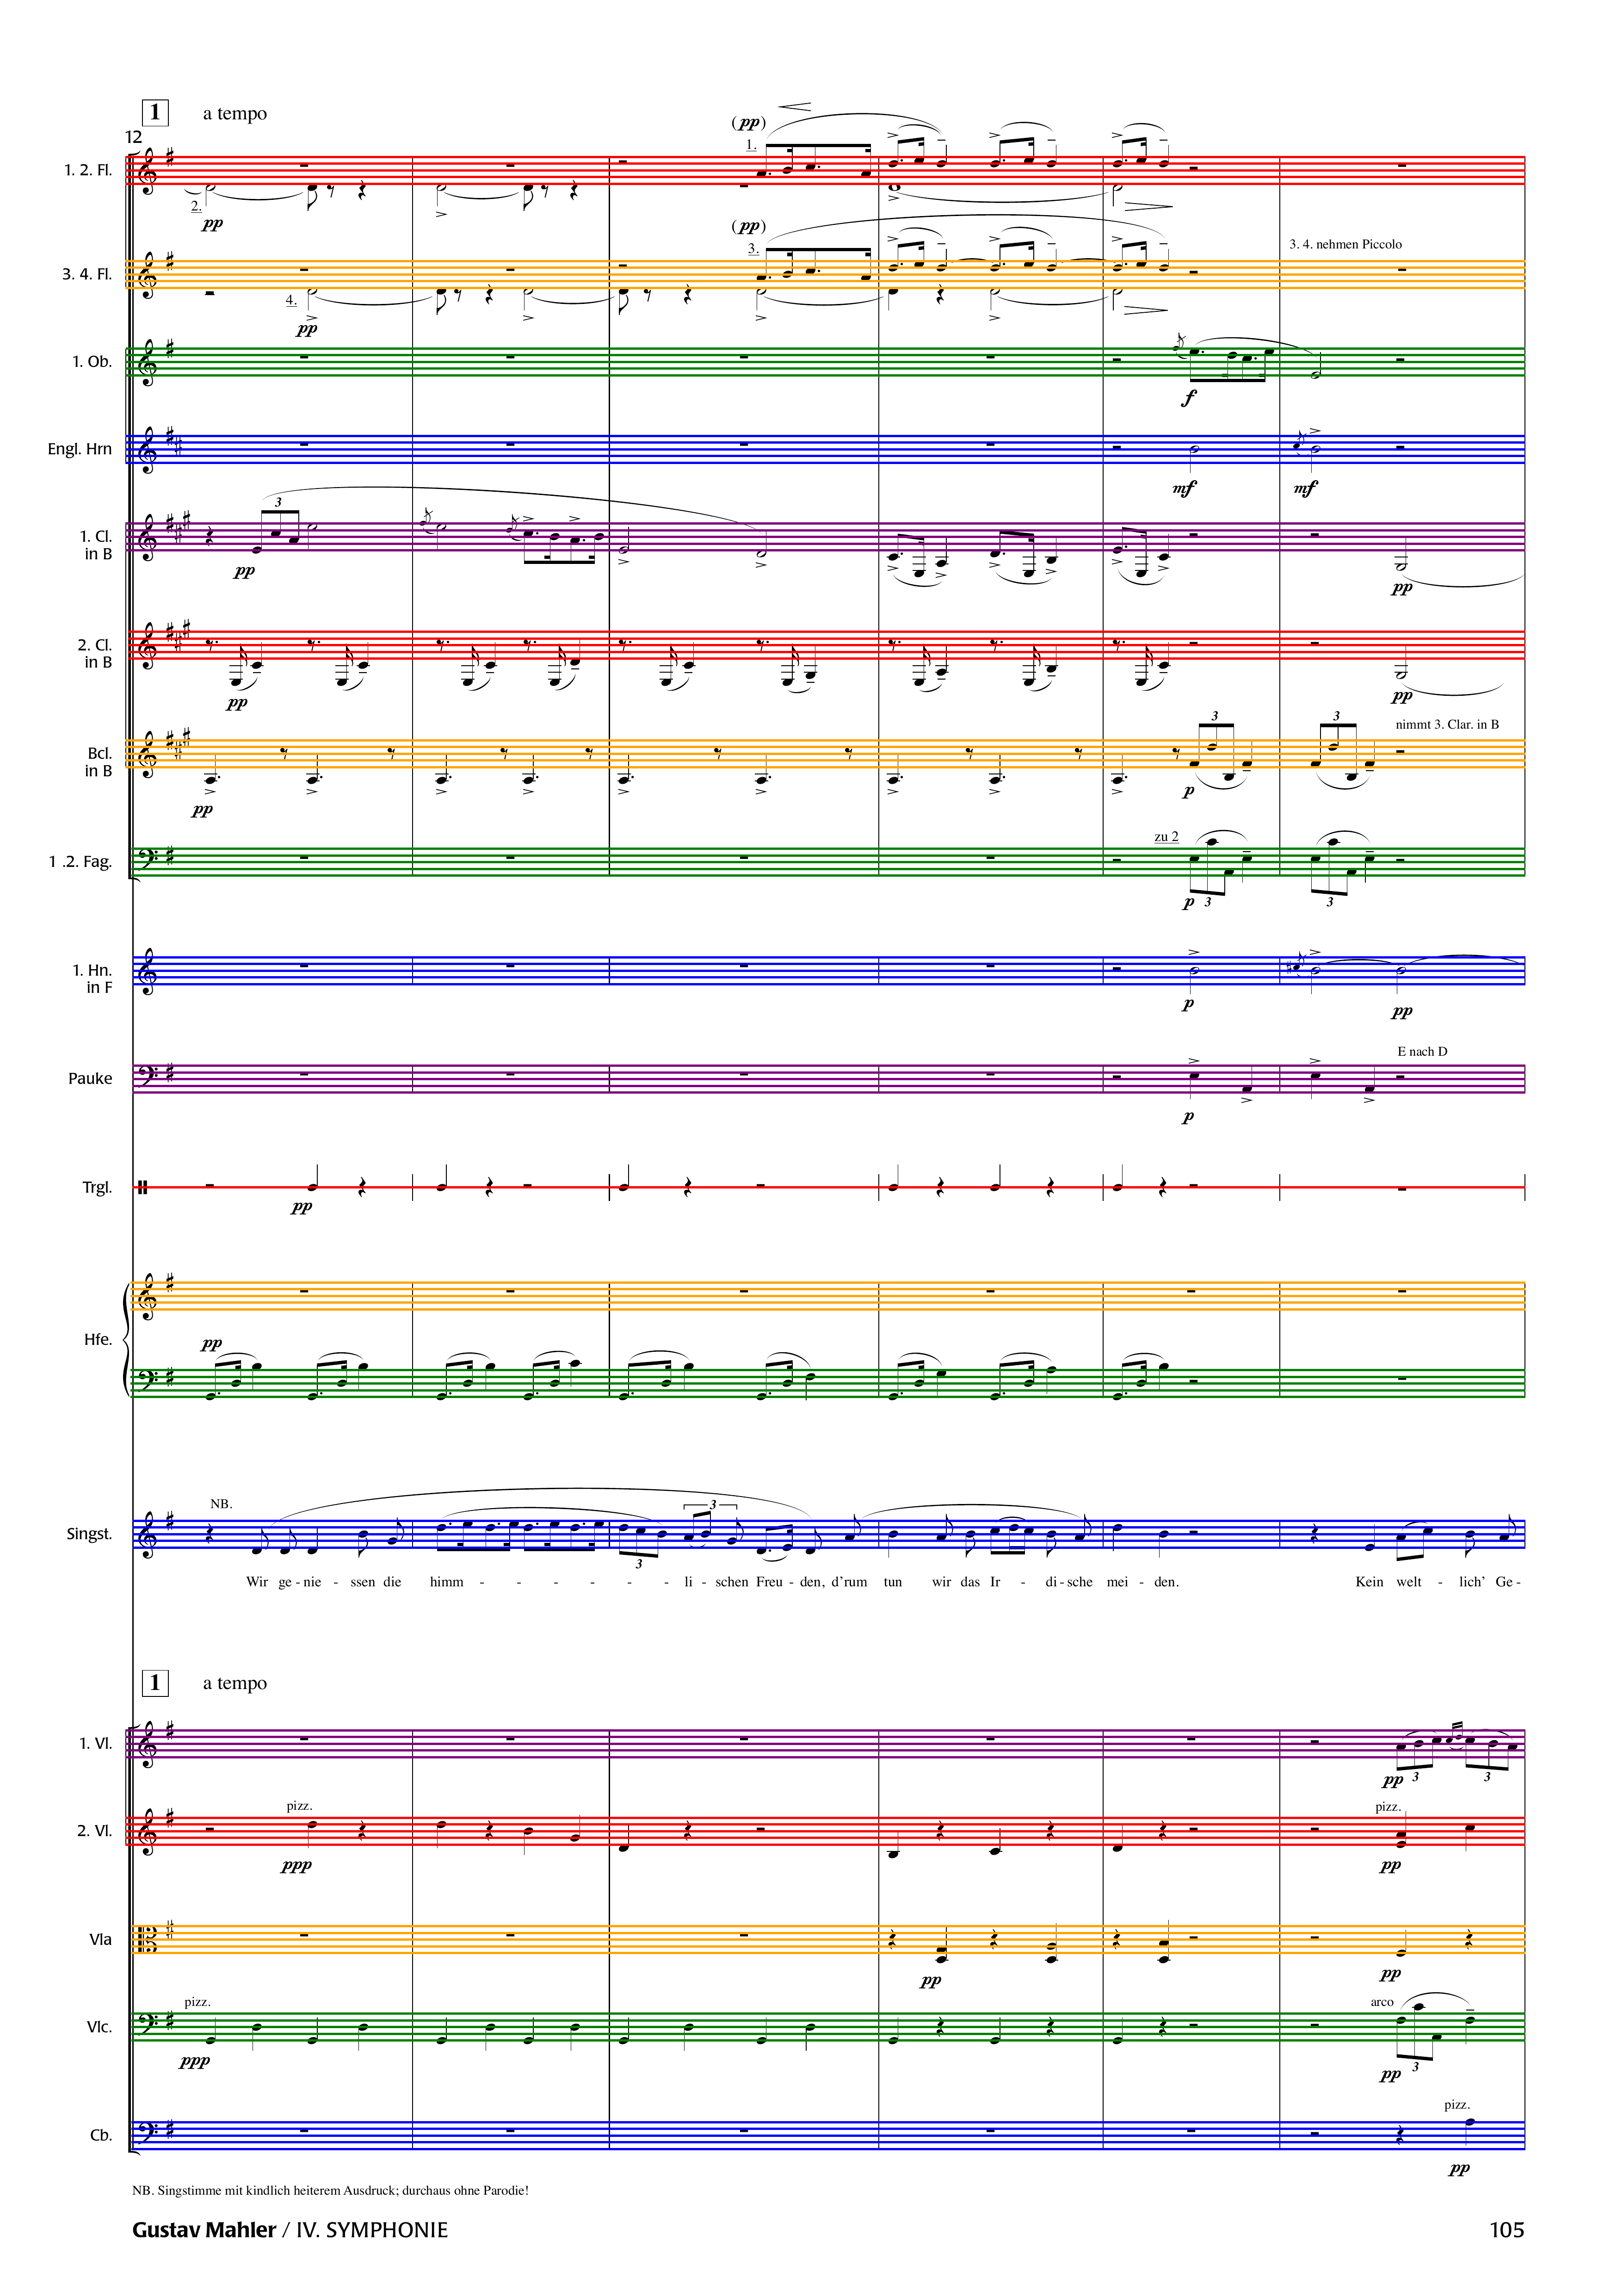 1 a tempo
12
(pp)
1.
1. 2. Fl.
2.
pp
(pp)
3.
3. 4. nehmen Piccolo
3. 4. Fl.
4.
pp
1. Ob.
f
Engl. Hrn
mf mf
3
1. Cl.
in B
pp pp
2. Cl.
in B
pp pp
3 3 nimmt 3. Clar. in B
Bcl.
in B
pp p
zu 2
1 .2. Fag.
p 3 3
1. Hn.
in F
p pp
E nach D
Pauke
p
Trgl.
pp
Hfe.
pp
NB.
3
Singst.
3
Wir ge - nie - ssen die himm - - - - - - li - schen Freu - den, d'rum tun wir das Ir - di - sche mei - den. Kein welt - lich' Ge -
1 a tempo
1. Vl.
pp 3 3
pizz. pizz.
2. Vl.
ppp pp
Vla
pp pp
pizz. arco
Vlc.
ppp pp 3
pizz.
Cb.
pp
NB. Singstimme mit kindlich heiterem Ausdruck; durchaus ohne Parodie!
Gustav Mahler / IV. SYMPHONIE 105